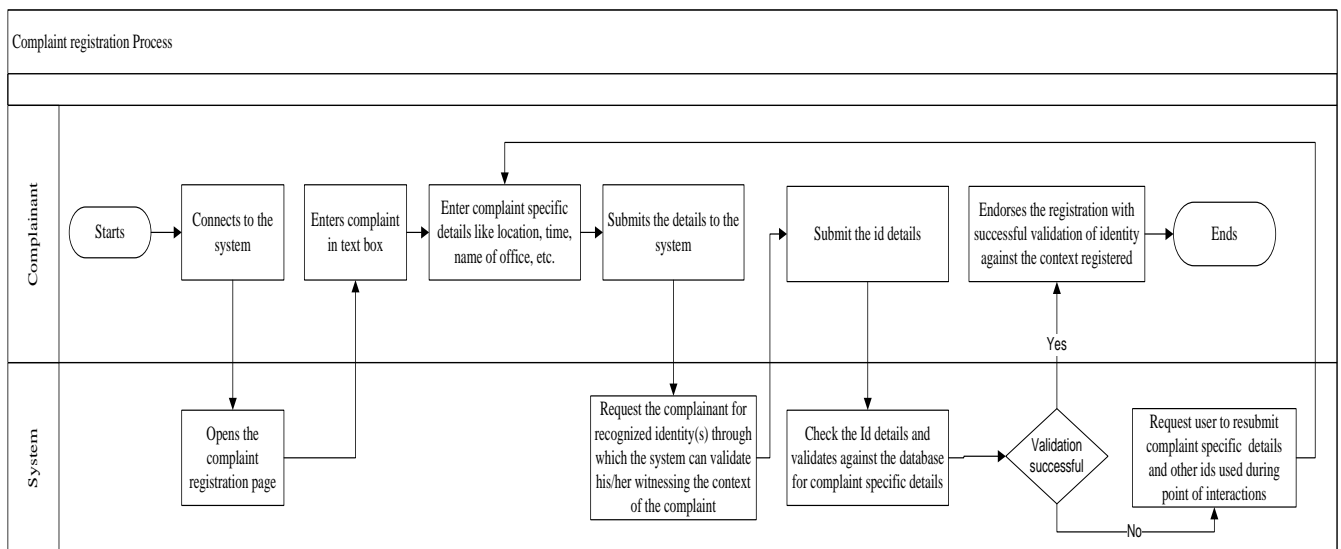 Complaint registration Process
Complainant
Starts
Connects to the
system
Enters complaint
in text box
Enter complaint specific
details like location, time,
name of office, etc.
Submits the details to the
system
Submit the id details
Endorses the registration with
successful validation of identity
against the context registered
Ends
Yes
System
Opens the
complaint
registration page
Request the complainant for
recognized identity(s) through
which the system can validate
his/her witnessing the context
of the complaint
Check the Id details and
validates against the database
for complaint specific details
Validation
successful
Request user to resubmit
complaint specific details
and other ids used during
point of interactions
No